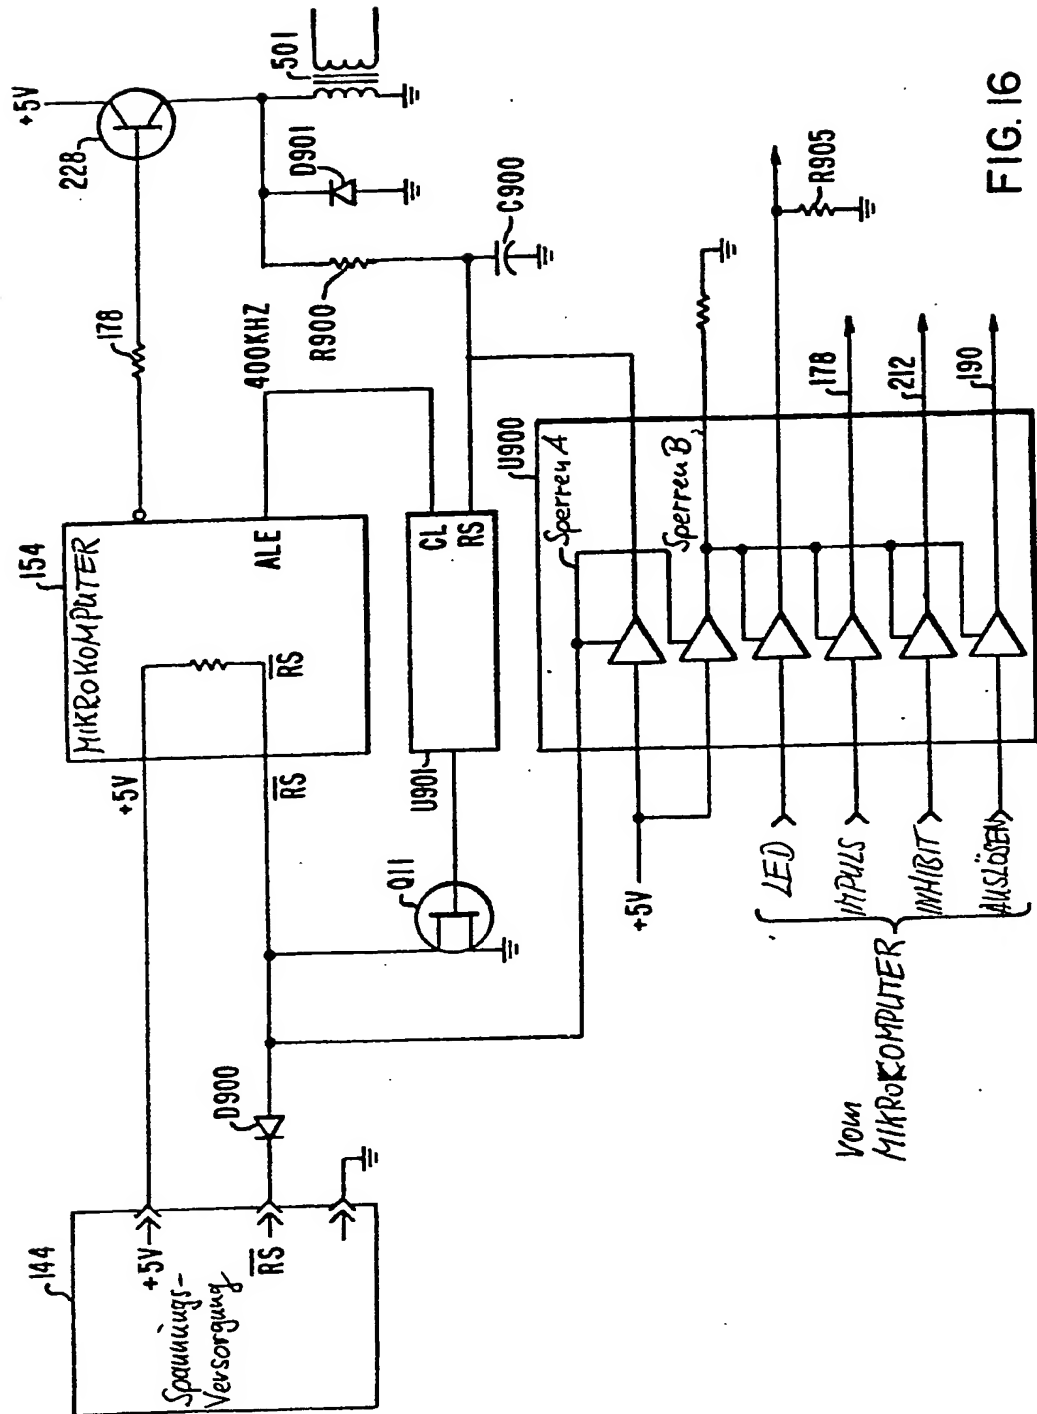 144
+5V
RS
Spannungs-
Versorgung
D900
+5V
RS
154
MIKROKOMPUTER
RS
ALE
178
228
+5V
501
D901
R900
C900
400KHZ
Q11
U901
CL
RS
U900
Sperren A
Sperren B
+5V
LED
IMPULS
INHIBIT
AUSLÖSEN
Vom
MIKROCOMPUTER
R905
178
212
190
FIG. 16